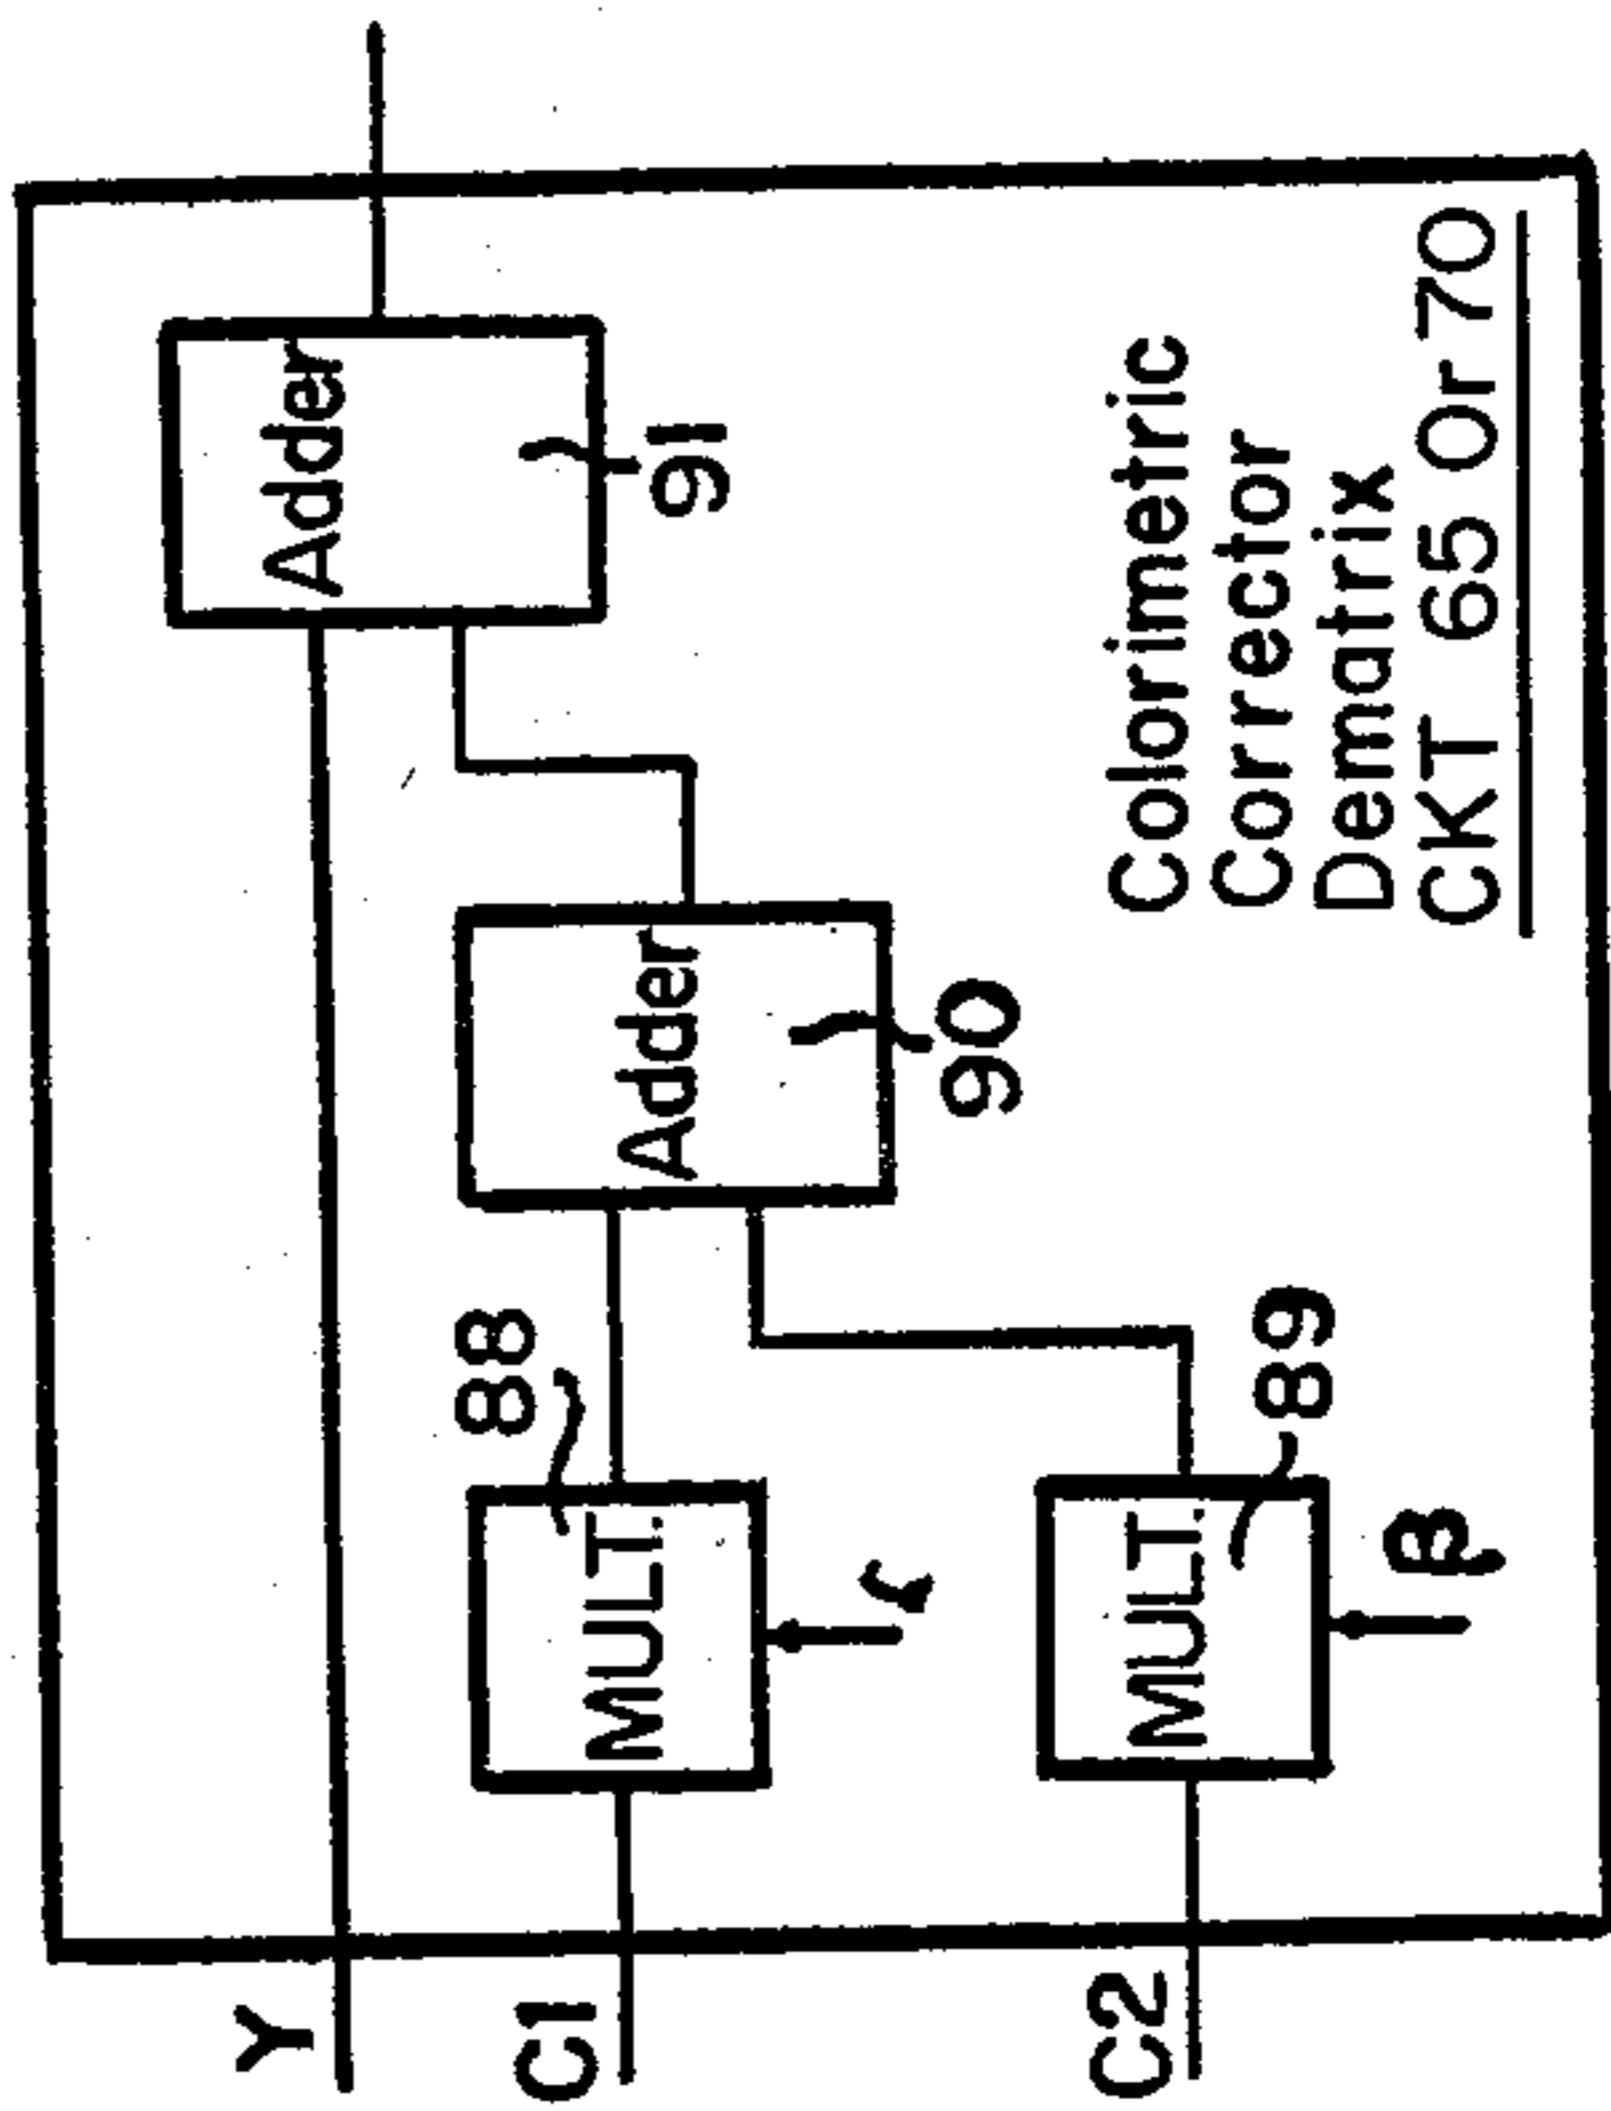 Y
C1
C2
MULT.
88
MULT.
89
β
Adder
90
Adder
91
Colorimetric
Corrector
Dematrix
CKT 65 Or 70